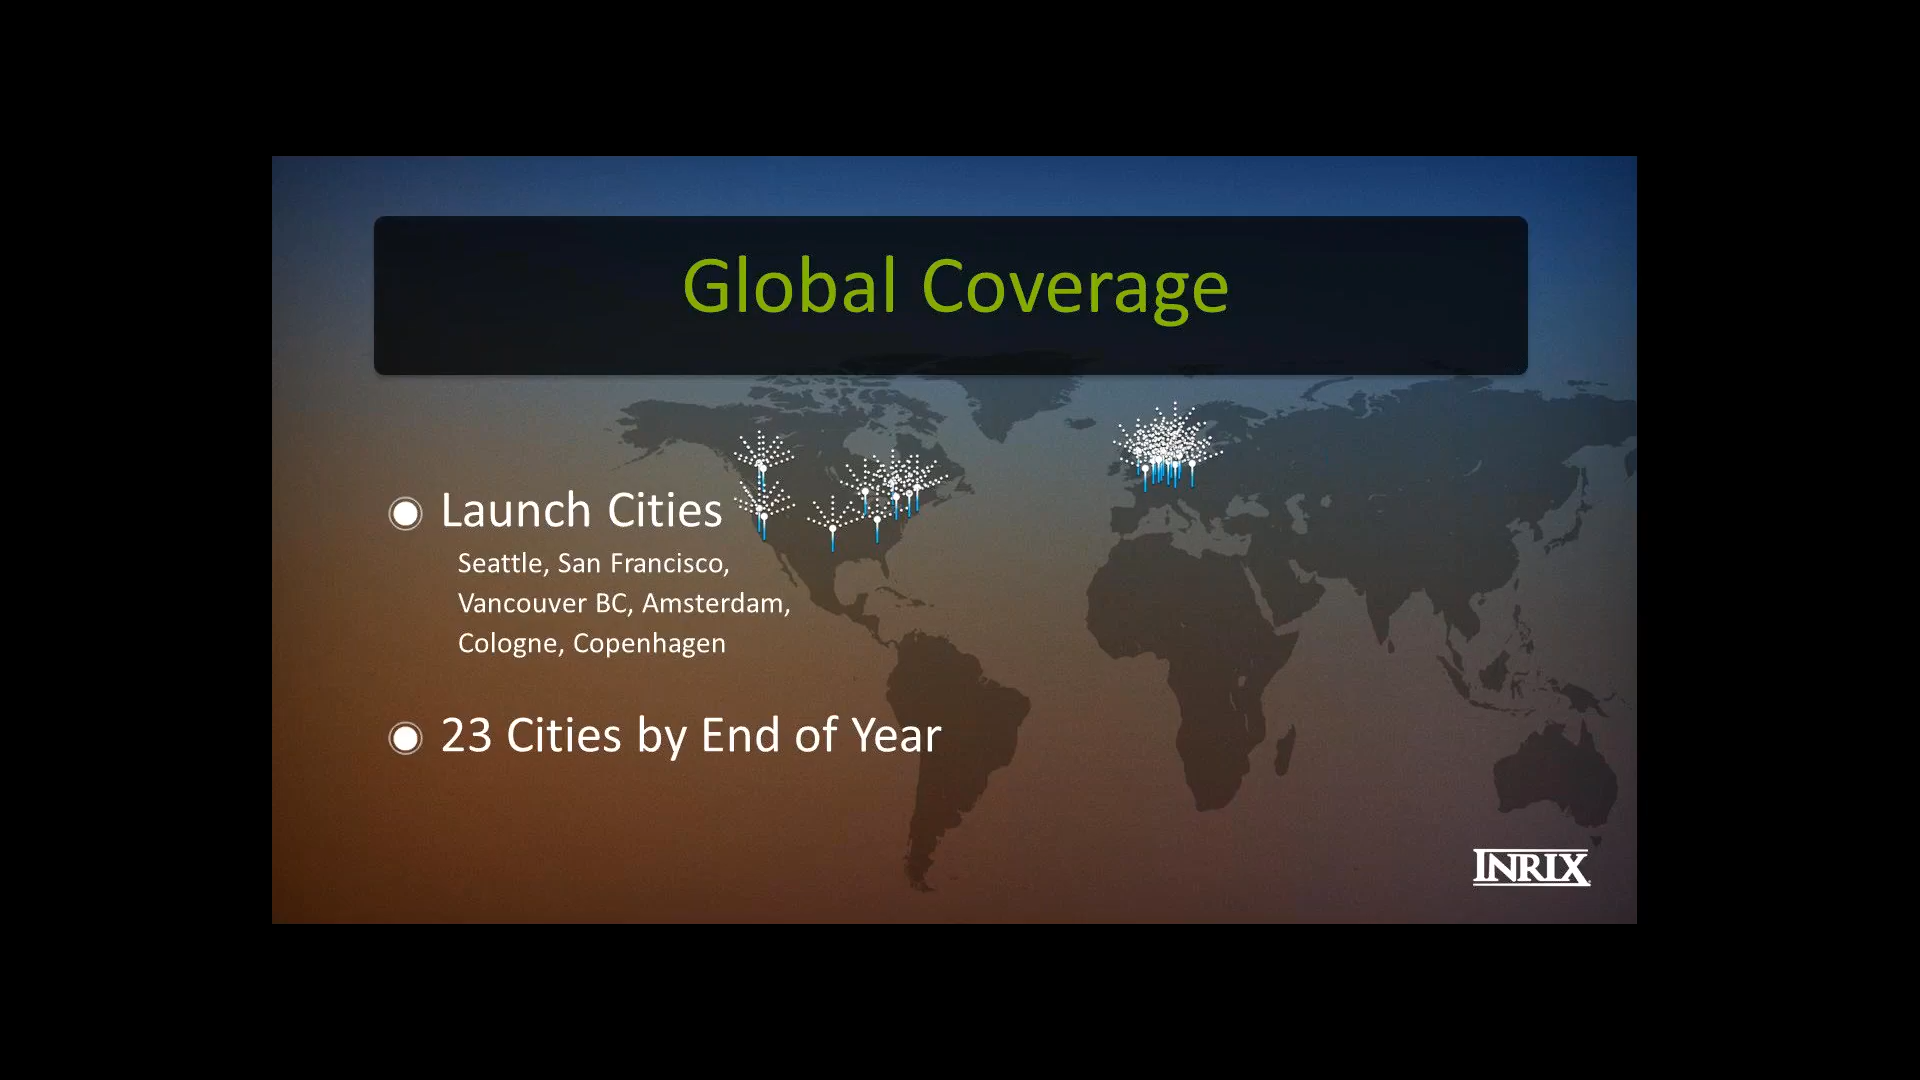 Global Coverage
Launch Cities
Seattle, San Francisco,
Vancouver BC, Amsterdam,
Cologne, Copenhagen
23 Cities by End of Year
INRIX